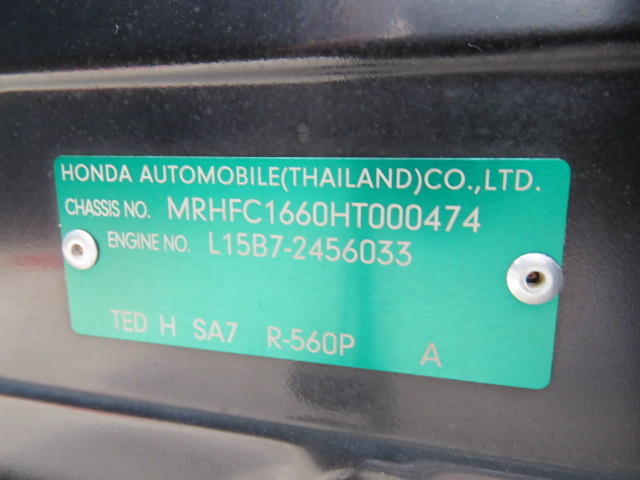 HONDA AUTOMOBILE(THAILAND)CO.,LTD.
CHASSIS NO. MRHFC1660HT000474
ENGINE NO. L15B7-2456033
TED H SA7 R-560P A